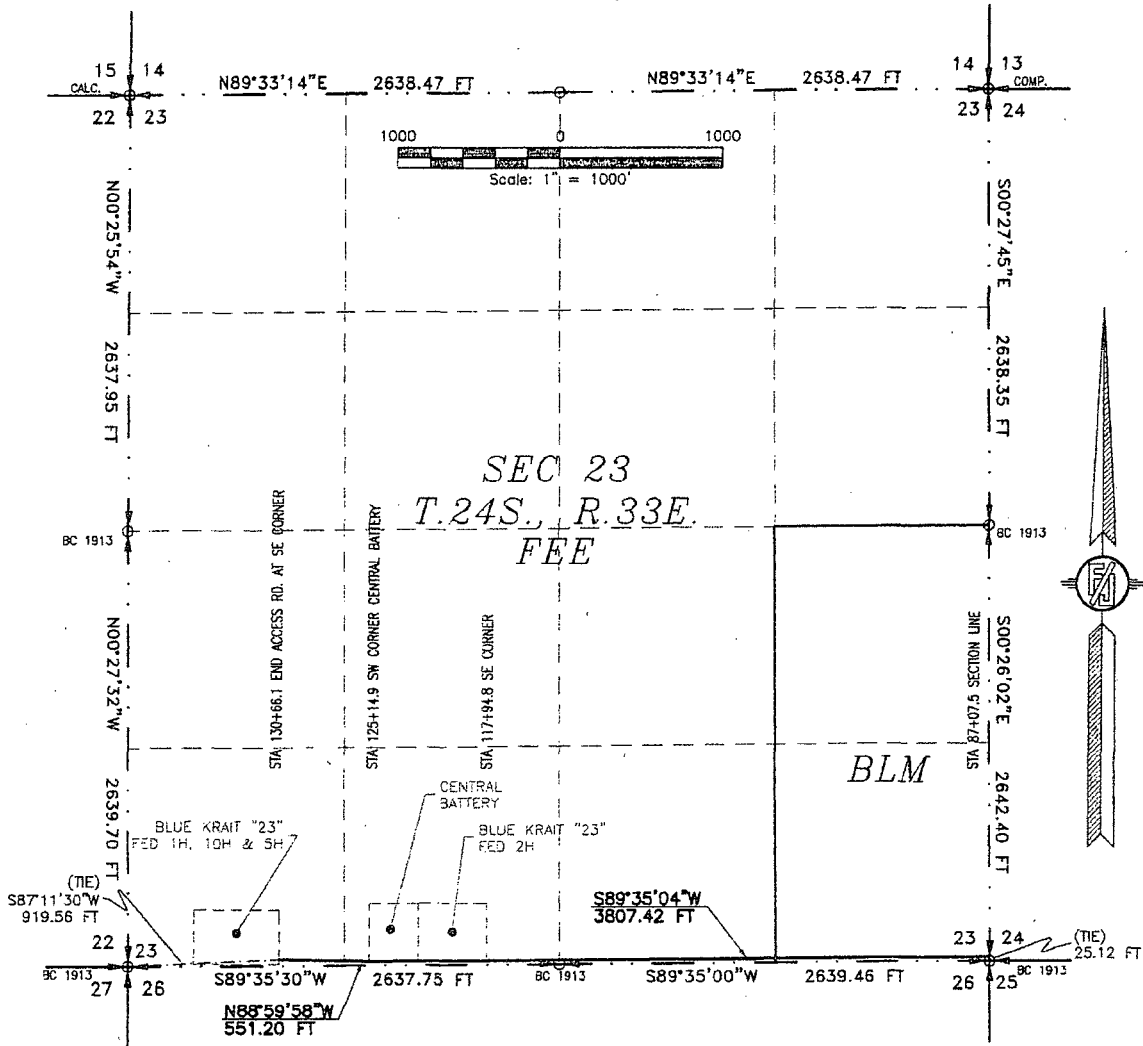 15 14
CALC.
22 23
N89°33'14"E 2638.47 FT
N89°33'14"E 2638.47 FT
14 13
COMP.
23 24
1000 0 1000
Scale: 1" = 1000'
N00°25'54"W 2637.95 FT
S00°27'45"E 2638.35 FT
SEC 23
T.24S., R.33E.
FEE
BC 1913
BC 1913
STA 130+66.1 END ACCESS RD. AT SE CORNER
STA 125+14.9 SW CORNER CENTRAL BATTERY
STA 117+94.8 SE CORNER
STA 87+07.5 SECTION LINE
N00°27'32"W 2639.70 FT
S00°26'02"E 2642.40 FT
BLM
CENTRAL
BATTERY
BLUE KRAIT "23"
FED 1H, 10H & 5H
BLUE KRAIT "23"
FED 2H
(TIE)
S87°11'30"W
919.56 FT
S89°35'04"W
3807.42 FT
(TIE)
25.12 FT
22 23
BC 1913
27 26
S89°35'30"W 2637.75 FT
BC 1913
S89°35'00"W 2639.46 FT
23 24
BC 1913
26 25
N88°59'58"W
551.20 FT